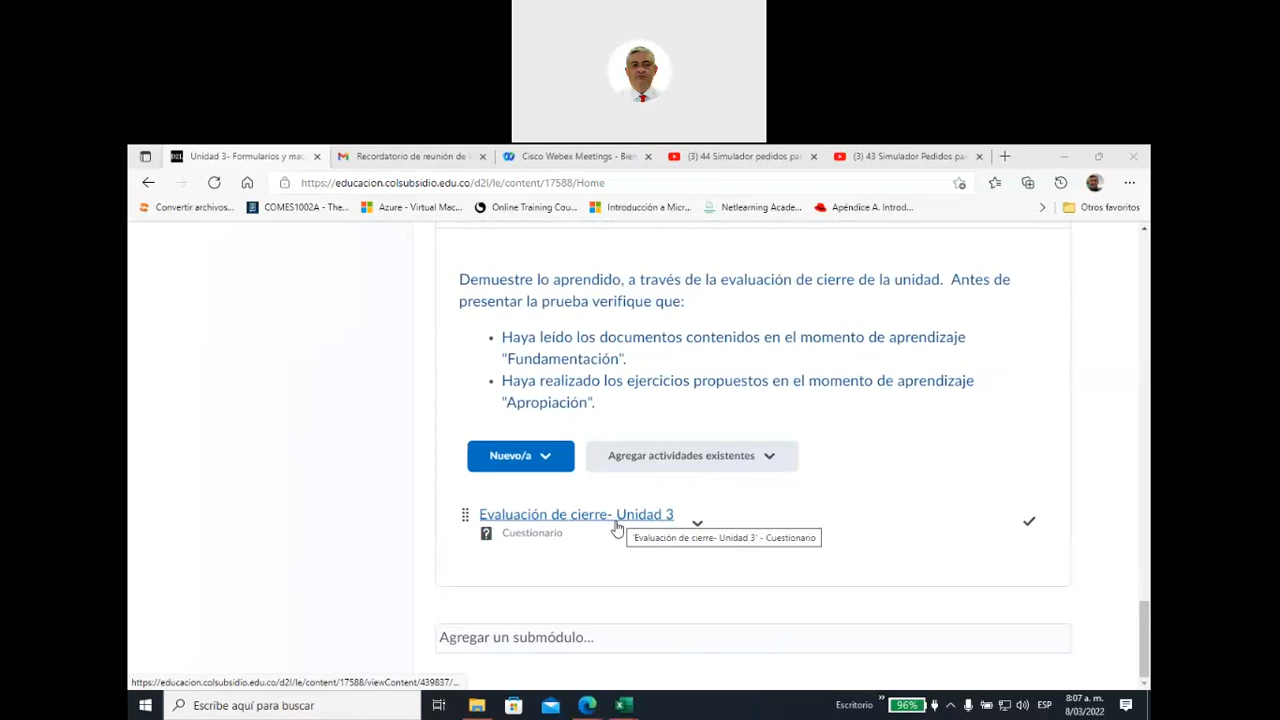 Unidad 3- Formularios y mac
Recordatorio de reunión de
Cisco Webex Meetings - Bien
(3) 44 Simulador pedidos pa
(3) 43 Simulador Pedidos pa
https://educacion.colsubsidio.edu.co/d2l/le/content/17588/Home
Convertir archivos...
COMES1002A - The...
Azure - Virtual Mac...
Online Training Cou...
Introducción a Micr...
Netlearning Acade...
Apéndice A. Introd...
Otros favoritos
Demuestre lo aprendido, a través de la evaluación de cierre de la unidad. Antes de
presentar la prueba verifique que:
• Haya leído los documentos contenidos en el momento de aprendizaje
"Fundamentación".
• Haya realizado los ejercicios propuestos en el momento de aprendizaje
"Apropiación".
Nuevo/a
Agregar actividades existentes
Evaluación de cierre- Unidad 3
Cuestionario
'Evaluación de cierre- Unidad 3' - Cuestionario
Agregar un submódulo...
https://educacion.colsubsidio.edu.co/d2l/le/content/17588/viewContent/439837/...
Escribe aquí para buscar
Escritorio
96%
ESP
8:07 a. m.
8/03/2022